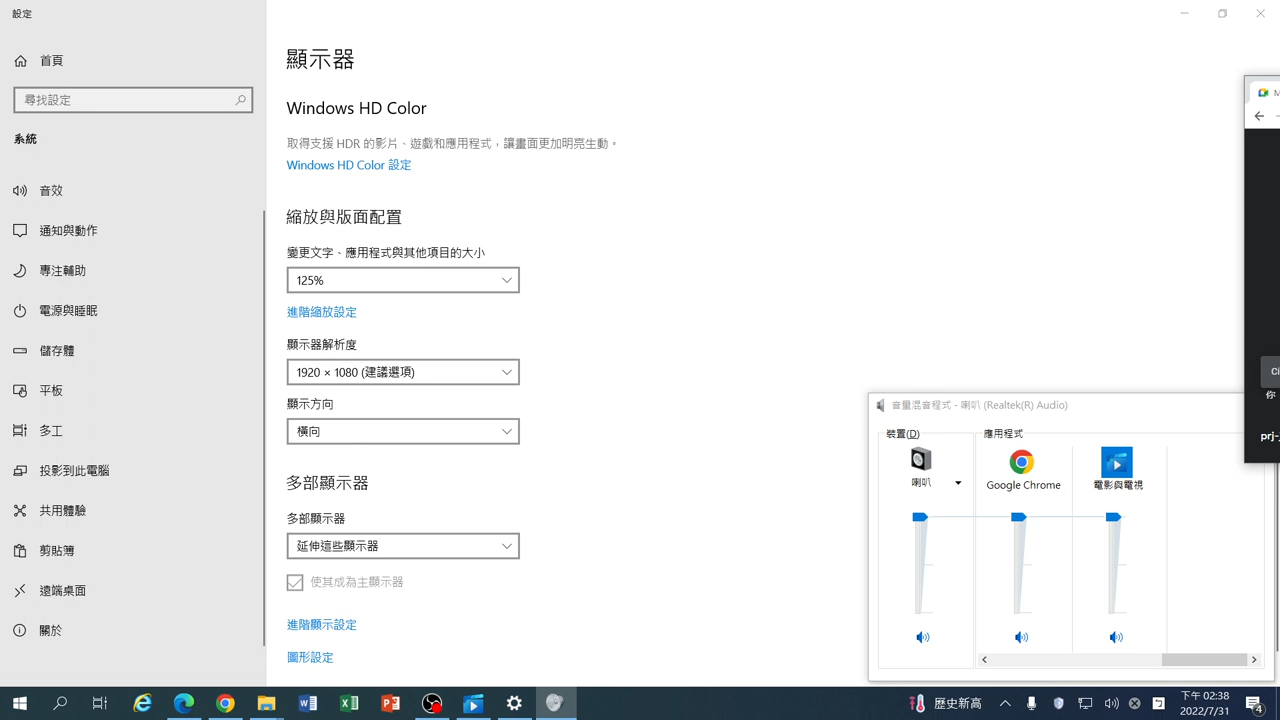 設定
首頁
尋找設定
系統
音效
通知與動作
專注輔助
電源與睡眠
儲存體
平板
多工
投影到此電腦
共用體驗
剪貼簿
遠端桌面
關於
顯示器
Windows HD Color
取得支援 HDR 的影片、遊戲和應用程式，讓畫面更加明亮生動。
Windows HD Color 設定
縮放與版面配置
變更文字、應用程式與其他項目的大小
125%
進階縮放設定
顯示器解析度
1920 × 1080 (建議選項)
顯示方向
橫向
多部顯示器
多部顯示器
延伸這些顯示器
使其成為主顯示器
進階顯示設定
圖形設定
M
Ci
你
prj-
音量混音程式 - 喇叭 (Realtek(R) Audio)
裝置(D)
應用程式
喇叭
Google Chrome
電影與電視
歷史新高
下午 02:38
2022/7/31
4